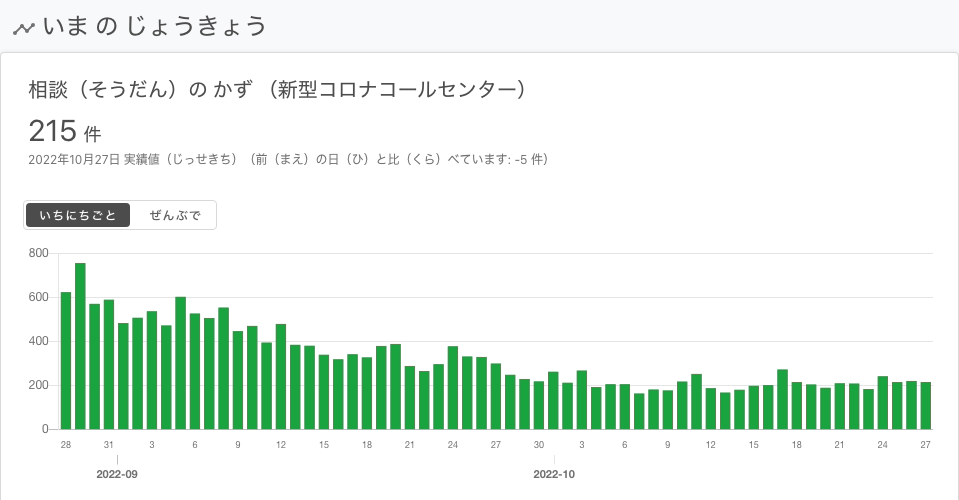 いま の じょうきょう
相談（そうだん）の かず （新型コロナコールセンター）
215 件
2022年10月27日 実績値（じっせきち）（前（まえ）の日（ひ）と比（くら）べています: -5 件）
いちにちごと ぜんぶで
800
600
400
200
0
28 31 3 6 9 12 15 18 21 24 27 30 3 6 9 12 15 18 21 24 27
2022-09 2022-10